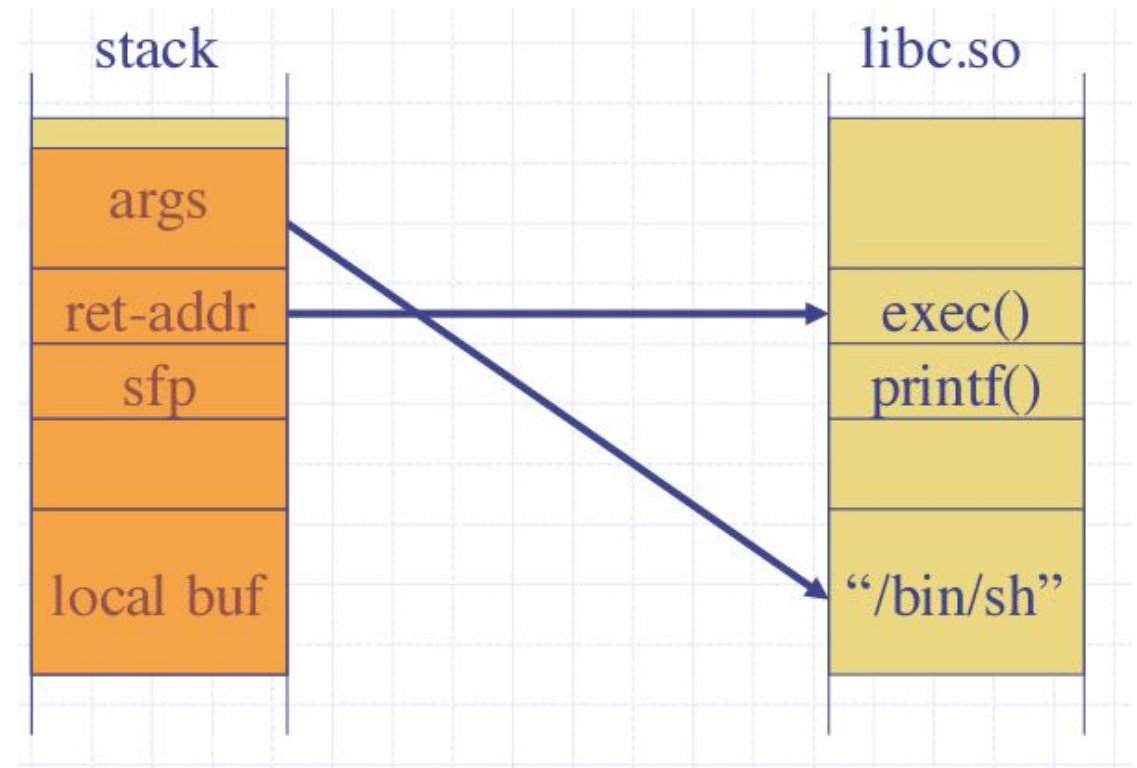 stack
args
ret-addr
sfp
local buf
libc.so
exec()
printf()
“/bin/sh”